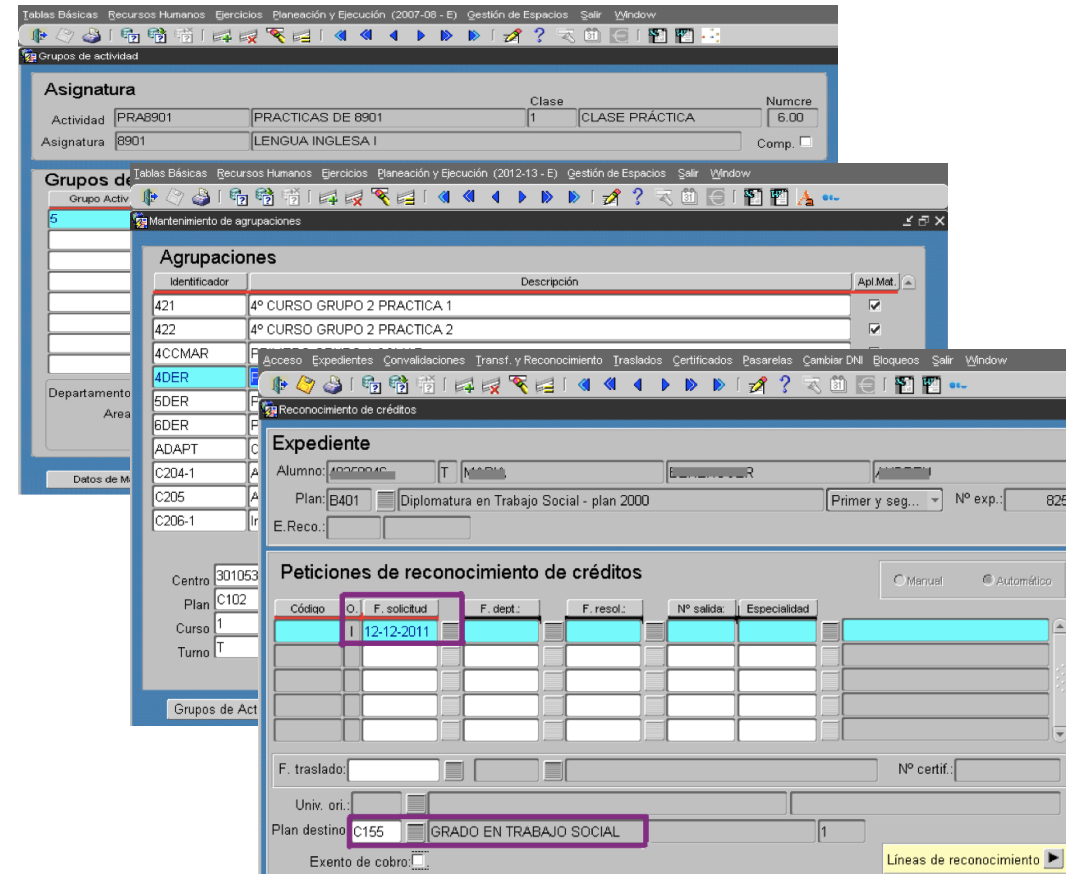 Tablas Básicas Recursos Humanos Ejercicios Planeación y Ejecución (2007-08 - E) Gestión de Espacios Salir Window
Grupos de actividad
Asignatura
Clase Numcre
Actividad PRA8901 PRACTICAS DE 8901 1 CLASE PRÁCTICA 6.00
Asignatura 8901 LENGUA INGLESA I Comp.
Grupos de
Grupo Activ
5
Departamento
Area
Datos de M
Tablas Básicas Recursos Humanos Ejercicios Planeación y Ejecución (2012-13 - E) Gestión de Espacios Salir Window
Mantenimiento de agrupaciones
Agrupaciones
Identificador Descripción Apl.Mat.
421 4º CURSO GRUPO 2 PRACTICA 1
422 4º CURSO GRUPO 2 PRACTICA 2
4CCMAR
4DER
5DER
6DER
ADAPT
C204-1
C205
C206-1
Centro 301053
Plan C102
Curso 1
Turno T
Grupos de Act
Acceso Expedientes Convalidaciones Transf. y Reconocimiento Traslados Certificados Pasarelas Cambiar DNI Bloqueos Salir Window
Reconocimiento de créditos
Expediente
Alumno: T
Plan: B401 Diplomatura en Trabajo Social - plan 2000 Primer y seg... Nº exp.: 825
E.Reco.:
Peticiones de reconocimiento de créditos
Manual Automático
Código O. F. solicitud F. dept.: F. resol.: Nº salida: Especialidad
I 12-12-2011
F. traslado: Nº certif.:
Univ. ori.:
Plan destino C155 GRADO EN TRABAJO SOCIAL 1
Exento de cobro:
Líneas de reconocimiento